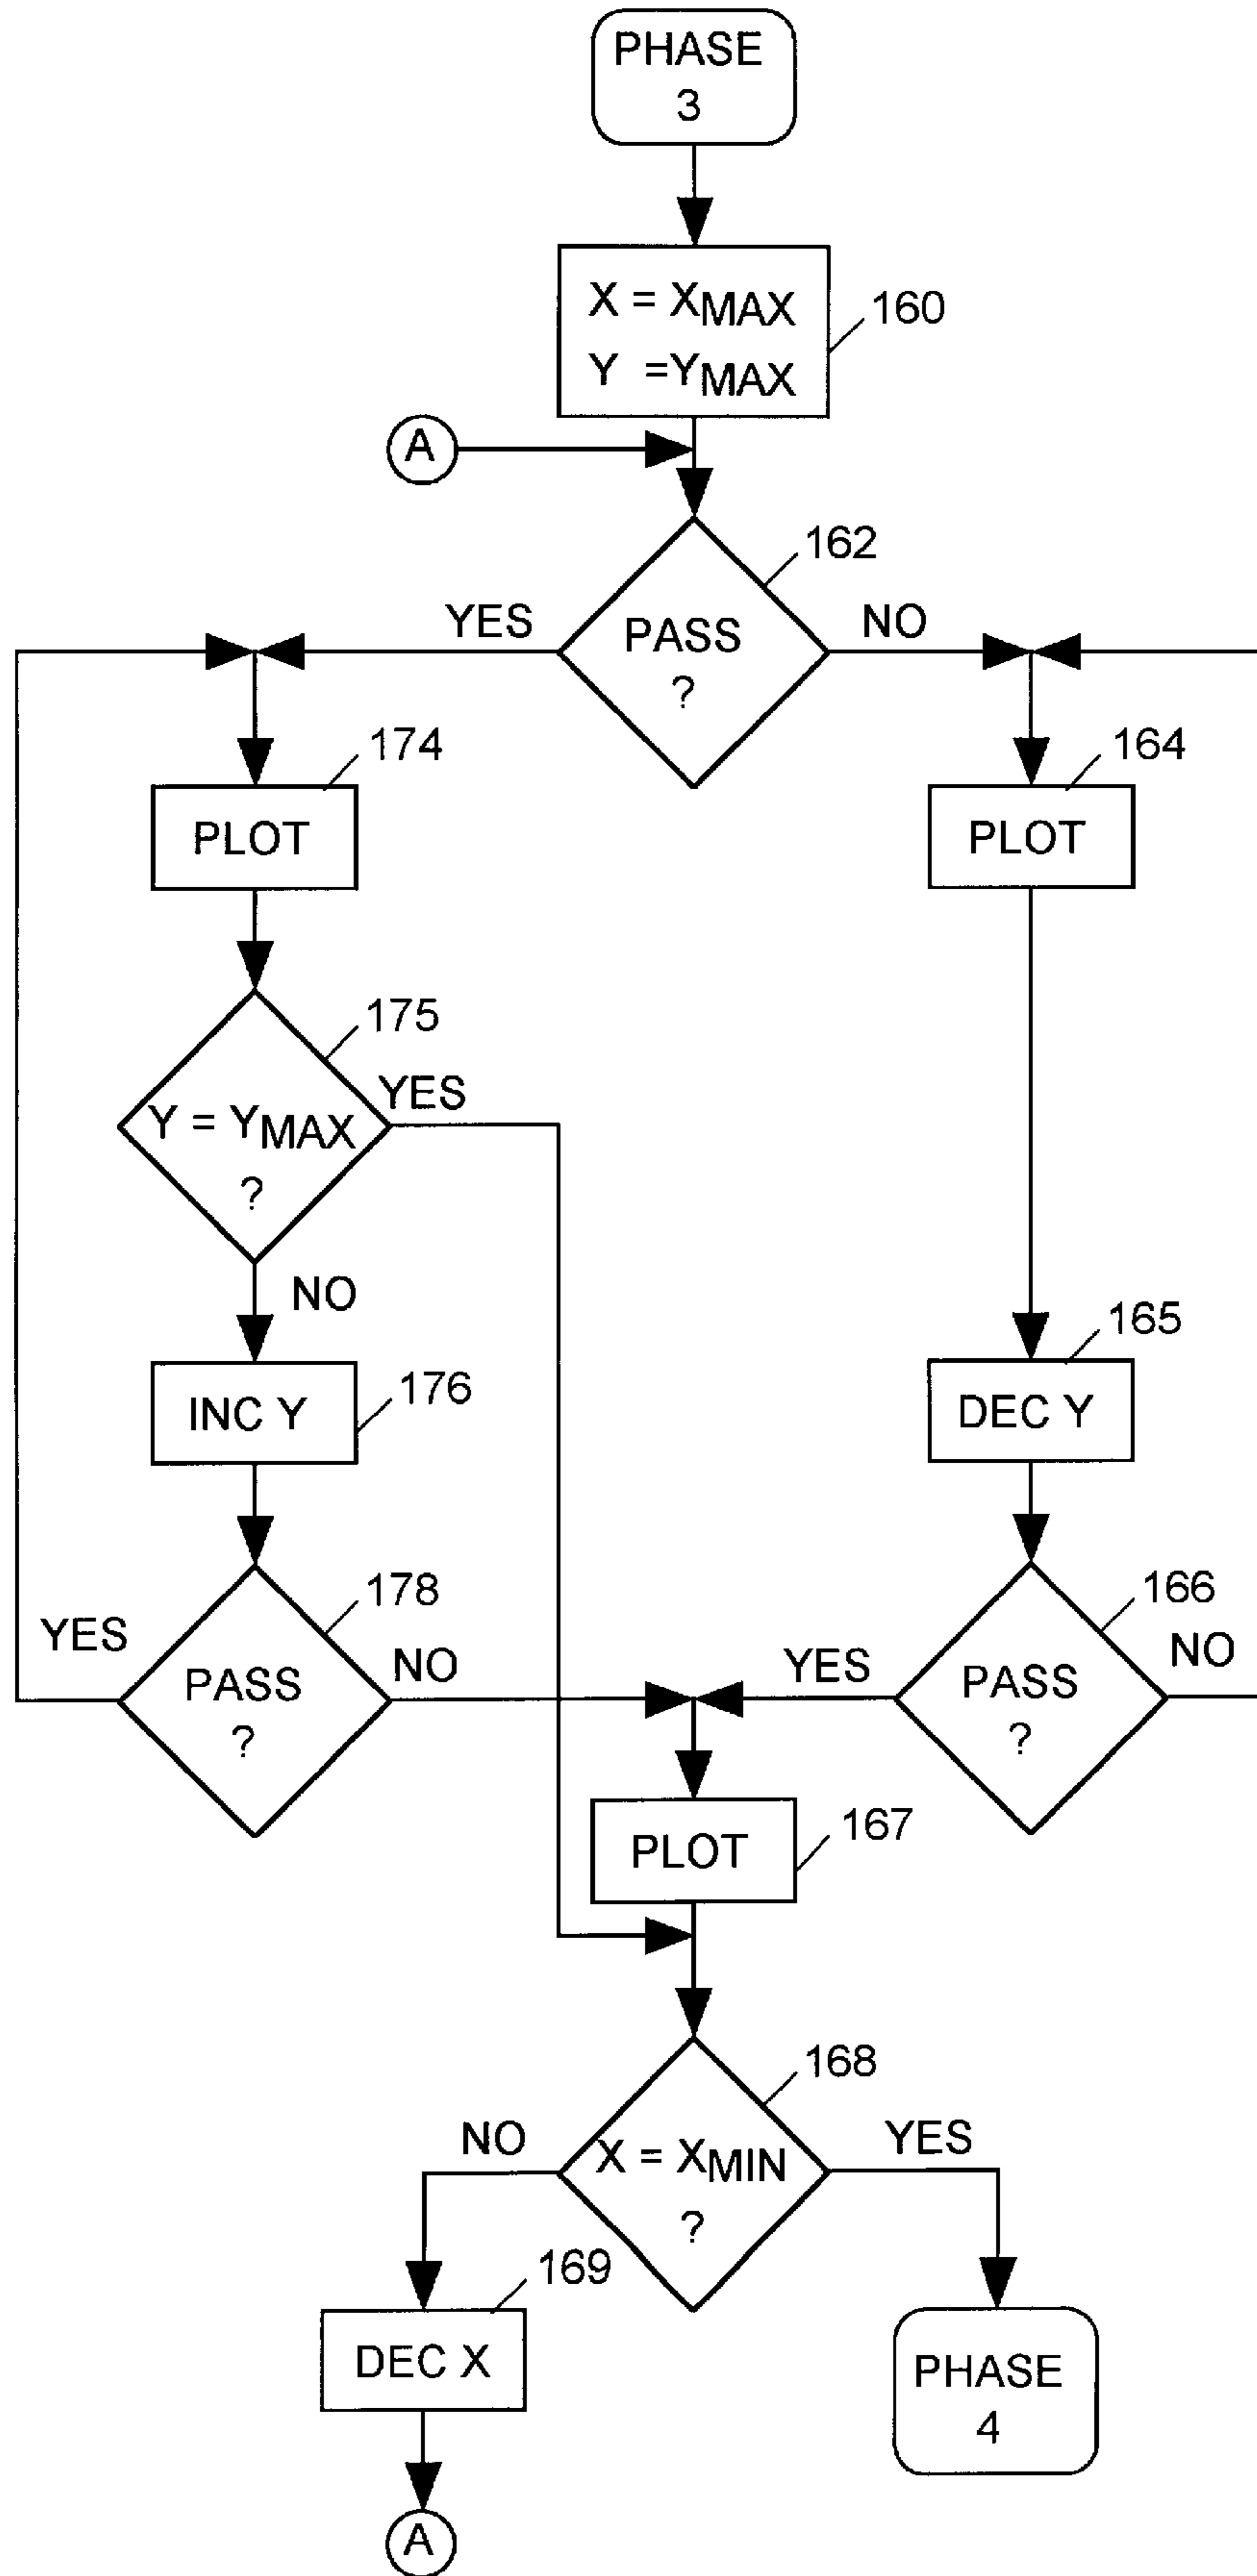 PHASE
3
X = XMAX
Y =YMAX
160
A
162
YES
PASS
?
NO
174
164
PLOT
PLOT
175
YES
Y = YMAX
?
NO
165
INC Y
176
DEC Y
178
166
YES
PASS
?
NO
YES
PASS
?
NO
PLOT
167
168
NO
X = XMIN
?
YES
169
DEC X
PHASE
4
A